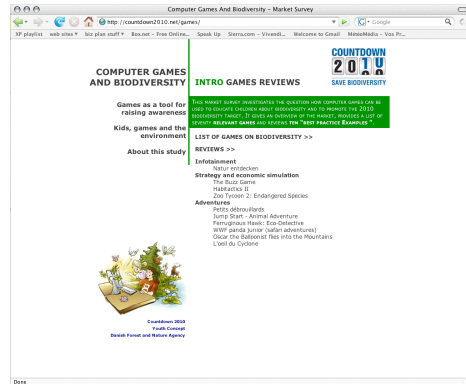 Computer Games And Biodiversity - Market Survey
http://countdown2010.net/games/
Google
XP playlist web sites ▾ biz plan stuff ▾ Box.net - Free Online... Speak Up Sierra.com - Vivendi... Welcome to Gmail MétéoMédia - Vos Pr...
COUNTDOWN
2010
SAVE BIODIVERSITY
COMPUTER GAMES
AND BIODIVERSITY
INTRO GAMES REVIEWS
Games as a tool for
raising awareness
Kids, games and the
environment
About this study
THIS MARKET SURVEY INVESTIGATES THE QUESTION HOW COMPUTER GAMES CAN BE
USED TO EDUCATE CHILDREN ABOUT BIODIVERSITY AND TO PROMOTE THE 2010
BIODIVERSITY TARGET. IT GIVES AN OVERVIEW OF THE MARKET, PROVIDES A LIST OF
SEVENTY RELEVANT GAMES AND REVIEWS TEN "BEST PRACTICE EXAMPLES ".
LIST OF GAMES ON BIODIVERSITY >>
REVIEWS >>
Infotainment
Natur entdecken
Strategy and economic simulation
The Buzz Game
Habitactics II
Zoo Tycoon 2: Endangered Species
Adventures
Petits débrouillards
Jump Start - Animal Adventure
Ferruginous Hawk: Eco-Detective
WWF panda junior (safari adventures)
Oscar the Balloonist flies into the Mountains
L'oeil du Cyclone
Countdown 2010
Youth Concept
Danish Forest and Nature Agency
Done